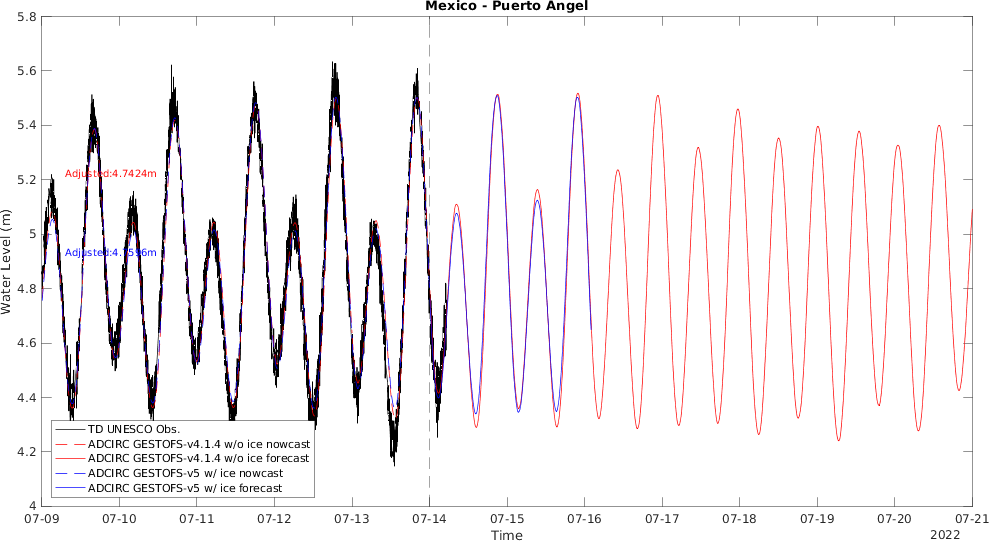 Mexico - Puerto Angel
5.8
5.6
5.4
5.2
5
4.8
4.6
4.4
4.2
4
Water Level (m)
Adjusted:4.7424m
TD UNESCO Obs.
ADCIRC GESTOFS-v4.1.4 w/o ice nowcast
ADCIRC GESTOFS-v4.1.4 w/o ice forecast
ADCIRC GESTOFS-v5 w/ ice nowcast
ADCIRC GESTOFS-v5 w/ ice forecast
07-09 07-10 07-11 07-12 07-13 07-14 07-15 07-16 07-17 07-18 07-19 07-20 07-21
Time
2022